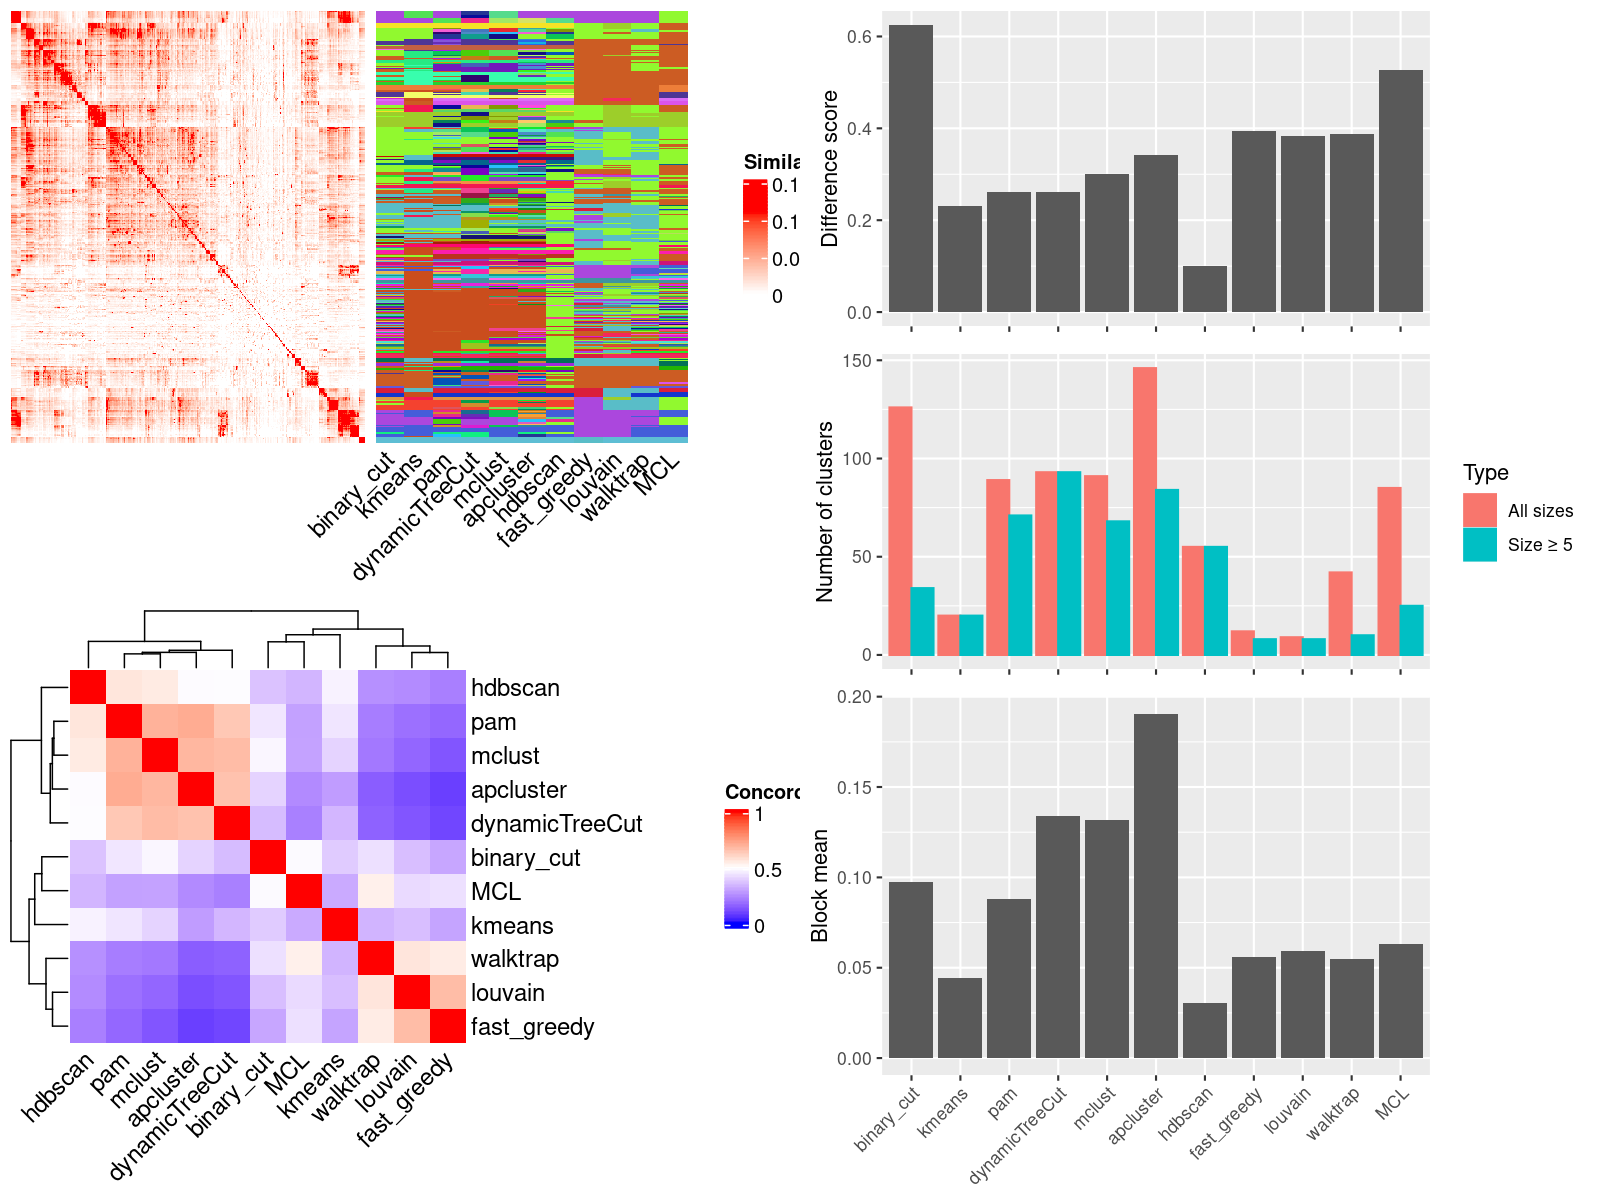 Simila
0.1
0.1
0.0
0
binary_cut
kmeans
pam
dynamicTreeCut
mclust
apcluster
hdbscan
fast_greedy
louvain
walktrap
MCL
hdbscan
pam
mclust
apcluster
dynamicTreeCut
binary_cut
MCL
kmeans
walktrap
louvain
fast_greedy
hdbscan
pam
mclust
apcluster
dynamicTreeCut
binary_cut
MCL
kmeans
walktrap
louvain
fast_greedy
Concord
1
0.5
0
Difference score
0.6
0.4
0.2
0.0
Number of clusters
150
100
50
0
Type
All sizes
Size ≥ 5
Block mean
0.20
0.15
0.10
0.05
0.00
binary_cut
kmeans
pam
dynamicTreeCut
mclust
apcluster
hdbscan
fast_greedy
louvain
walktrap
MCL